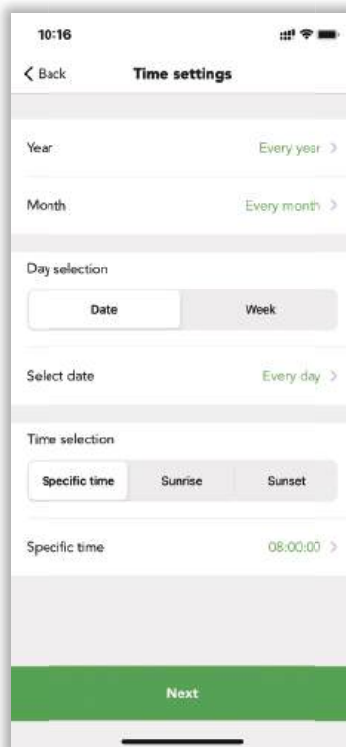 10:16
Back Time settings
Year Every year
Month Every month
Day selection
Date Week
Select date Every day
Time selection
Specific time Sunrise Sunset
Specific time 08:00:00
Next